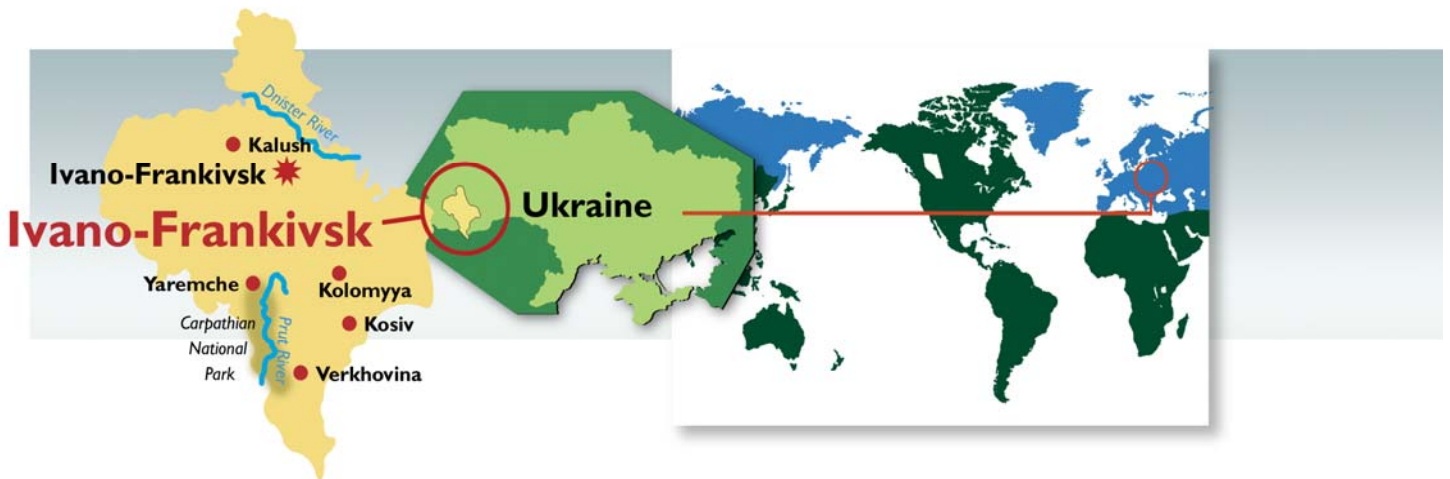 Dnister River
Kalush
Ivano-Frankivsk
Ivano-Frankivsk
Ukraine
Yaremche
Kolomyya
Carpathian
National
Park
Prut River
Kosiv
Verkhovina